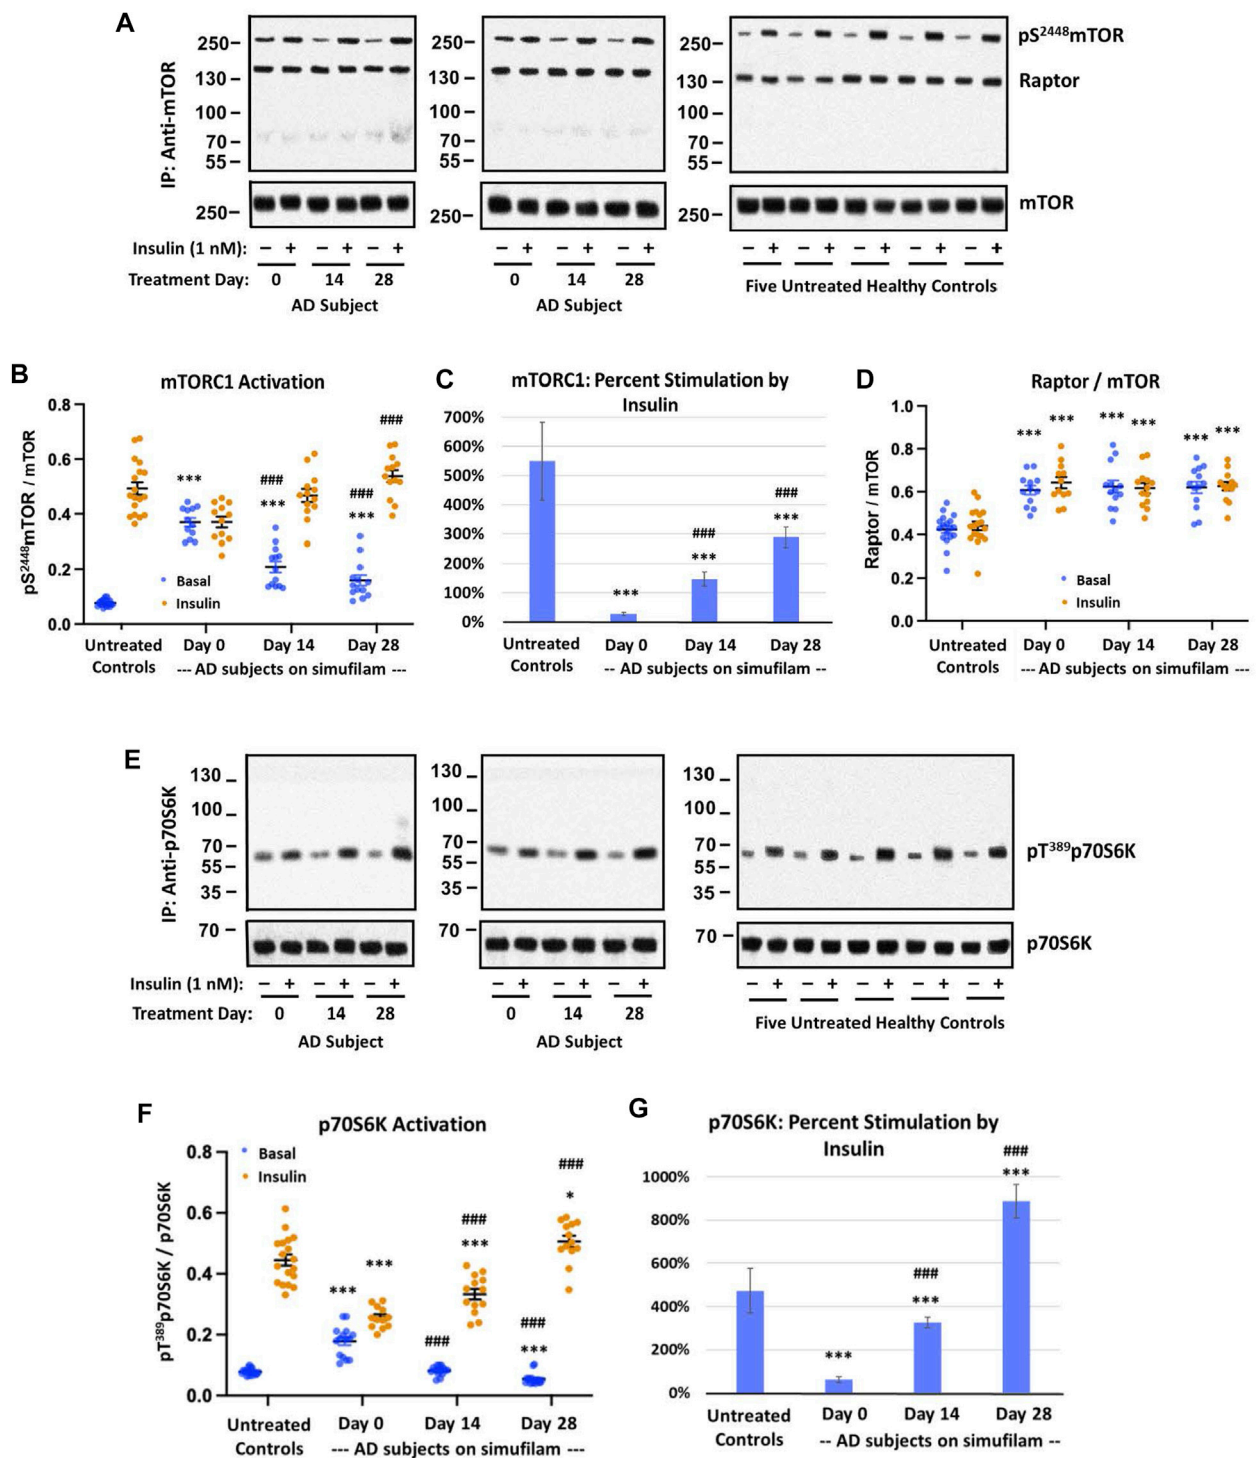 A
IP: Anti-mTOR
250
130
100
70
55
250
250
130
100
70
55
250
250
130
100
70
55
250
pS2448mTOR
Raptor
mTOR
Insulin (1 nM): – + – + – + – + – + – + – + – + – + – + – +
Treatment Day: 0 14 28 0 14 28
AD Subject AD Subject Five Untreated Healthy Controls
B
mTORC1 Activation
pS2448mTOR / mTOR
0.8
0.6
0.4
0.2
0.0
***
###
***
###
***
###
Basal
Insulin
Untreated Controls
Day 0 Day 14 Day 28
--- AD subjects on simufilam ---
C
mTORC1: Percent Stimulation by
Insulin
700%
600%
500%
400%
300%
200%
100%
0%
***
###
***
###
***
Untreated Controls
Day 0 Day 14 Day 28
-- AD subjects on simufilam --
D
Raptor / mTOR
Raptor / mTOR
1.0
0.8
0.6
0.4
0.2
0.0
*** *** *** *** *** ***
Basal
Insulin
Untreated Controls
Day 0 Day 14 Day 28
--- AD subjects on simufilam ---
E
IP: Anti-p70S6K
130
100
70
55
35
70
130
100
70
55
35
70
130
100
70
55
35
70
pT389p70S6K
p70S6K
Insulin (1 nM): – + – + – + – + – + – + – + – + – + – + – +
Treatment Day: 0 14 28 0 14 28
AD Subject AD Subject Five Untreated Healthy Controls
F
p70S6K Activation
pT389p70S6K / p70S6K
0.8
0.6
0.4
0.2
0.0
Basal
Insulin
***
***
###
###
***
###
***
###
*
Untreated Controls
Day 0 Day 14 Day 28
--- AD subjects on simufilam ---
G
p70S6K: Percent Stimulation by
Insulin
1000%
800%
600%
400%
200%
0%
***
###
***
###
***
Untreated Controls
Day 0 Day 14 Day 28
-- AD subjects on simufilam --